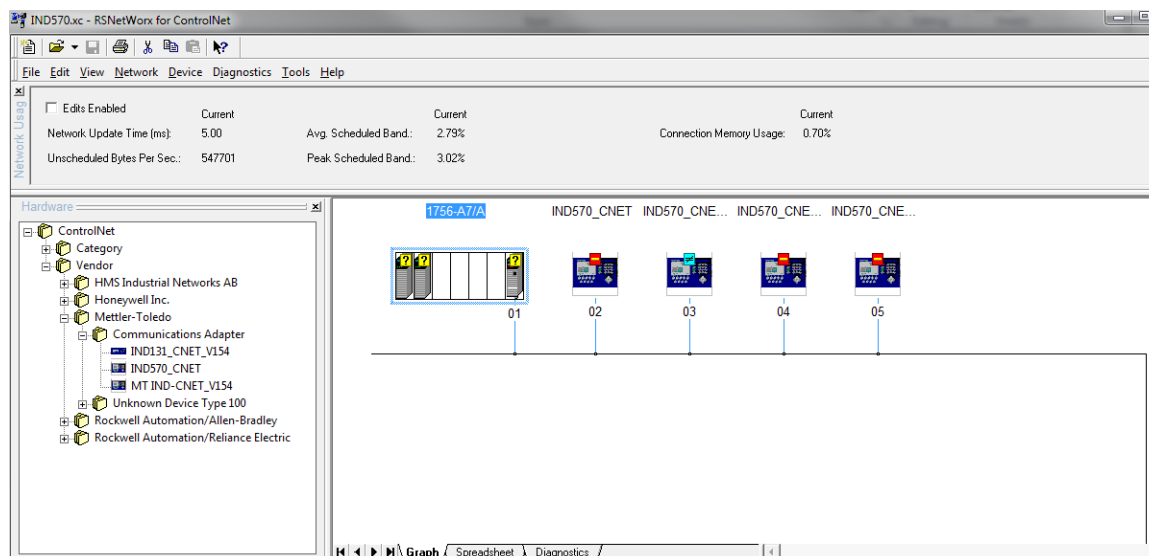 IND570.xc - RSNetWorx for ControlNet
File Edit View Network Device Diagnostics Tools Help
Network Usag
Edits Enabled
Current Current Current
Network Update Time (ms): 5.00 Avg. Scheduled Band.: 2.79% Connection Memory Usage: 0.70%
Unscheduled Bytes Per Sec.: 547701 Peak Scheduled Band.: 3.02%
Hardware
ControlNet
Category
Vendor
HMS Industrial Networks AB
Honeywell Inc.
Mettler-Toledo
Communications Adapter
IND131_CNET_V154
IND570_CNET
MT IND-CNET_V154
Unknown Device Type 100
Rockwell Automation/Allen-Bradley
Rockwell Automation/Reliance Electric
1756-A7/A IND570_CNET IND570_CNE... IND570_CNE... IND570_CNE...
? ? ?
01 02 03 04 05
Graph Spreadsheet Diagnostics